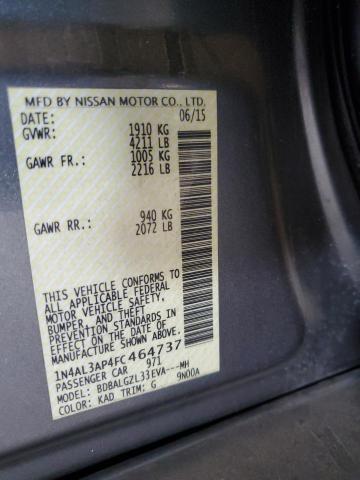 MFD BY NISSAN MOTOR CO., LTD.
DATE: 06/15
GVWR: 1910 KG
4211 LB
GAWR FR.: 1005 KG
2216 LB
GAWR RR.: 940 KG
2072 LB
THIS VEHICLE CONFORMS TO
ALL APPLICABLE FEDERAL
MOTOR VEHICLE SAFETY,
BUMPER, AND THEFT
PREVENTION STANDARDS IN
EFFECT ON THE DATE OF
MANUFACTURE SHOWN ABOVE.
1N4AL3AP4FC464737
PASSENGER CAR 971
MODEL: BDBALGZL33EVA---MH
COLOR: KAD TRIM: G 9N00A